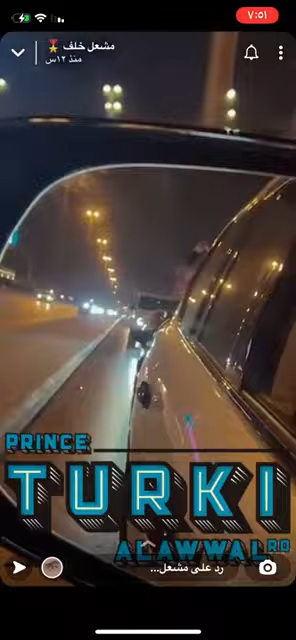 ٧:٥١
مشعل خلف 🎖️
منذ ١٢س
PRINCE
TURKI
ALAWWAL RD
رد على مشعل...